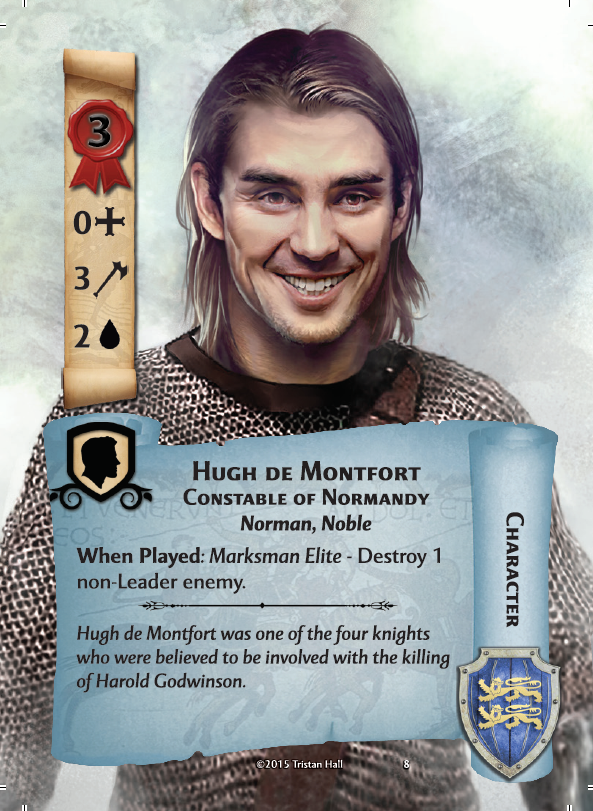 3
0
3
2
Hugh de Montfort
Constable of Normandy
Norman, Noble
When Played: Marksman Elite - Destroy 1
non-Leader enemy.
Hugh de Montfort was one of the four knights
who were believed to be involved with the killing
of Harold Godwinson.
Character
©2015 Tristan Hall
8